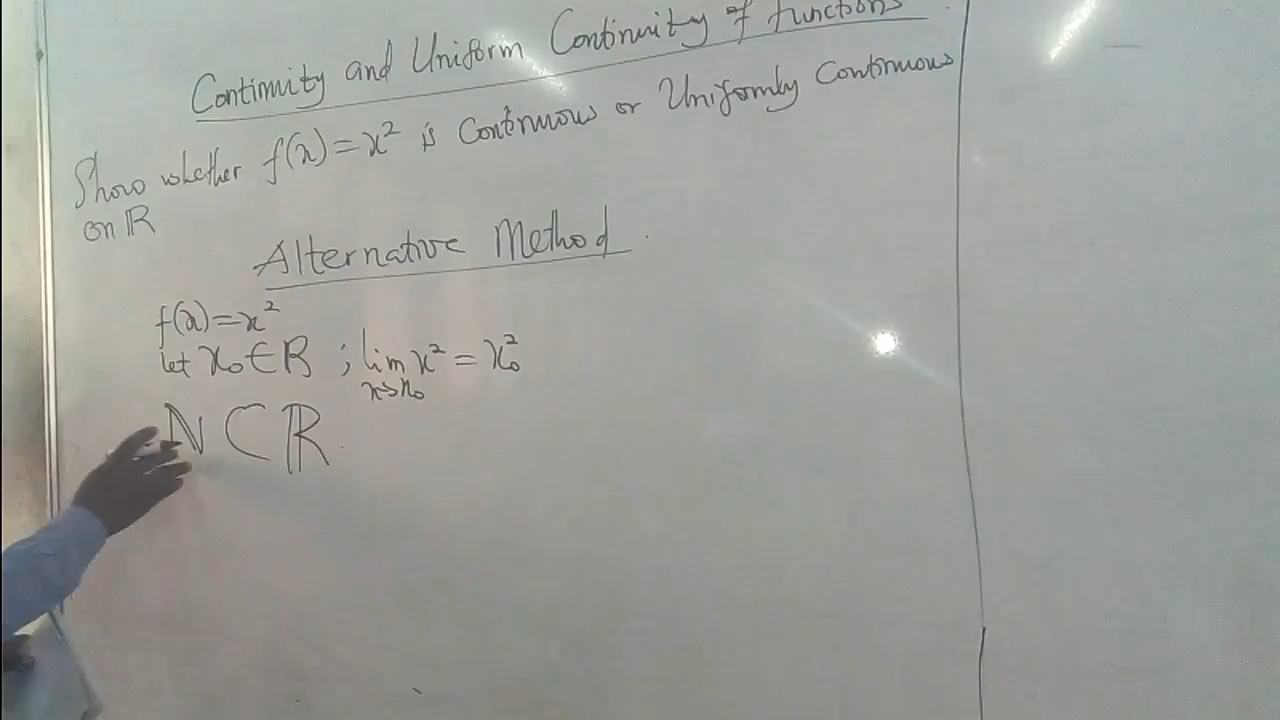 Continuity and Uniform Continuity of functions
Show whether f(x)=x² is Continuous or Uniformly Continuous
on ℝ
Alternative Method
f(x)=x²
let x₀∈ℝ ; lim x² = x₀²
x→x₀
ℕ⊂ℝ.